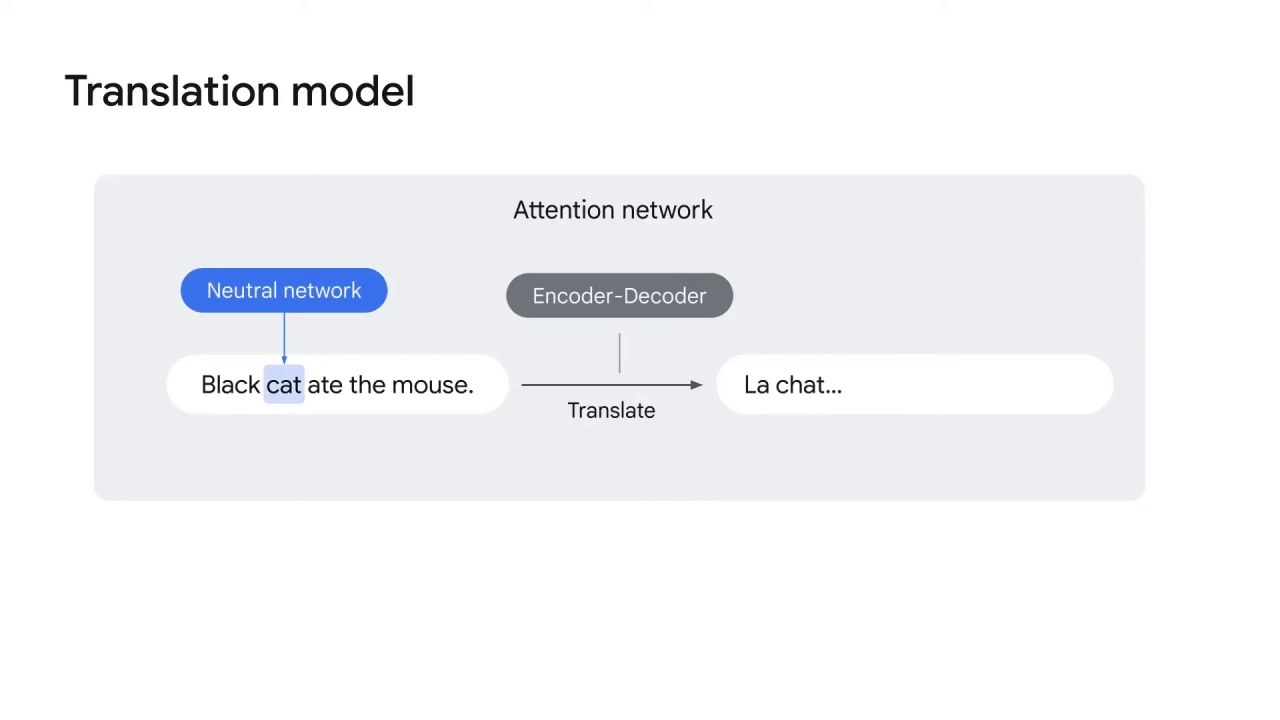 Translation model
Attention network
Neutral network
Encoder-Decoder
Black cat ate the mouse.
Translate
La chat...